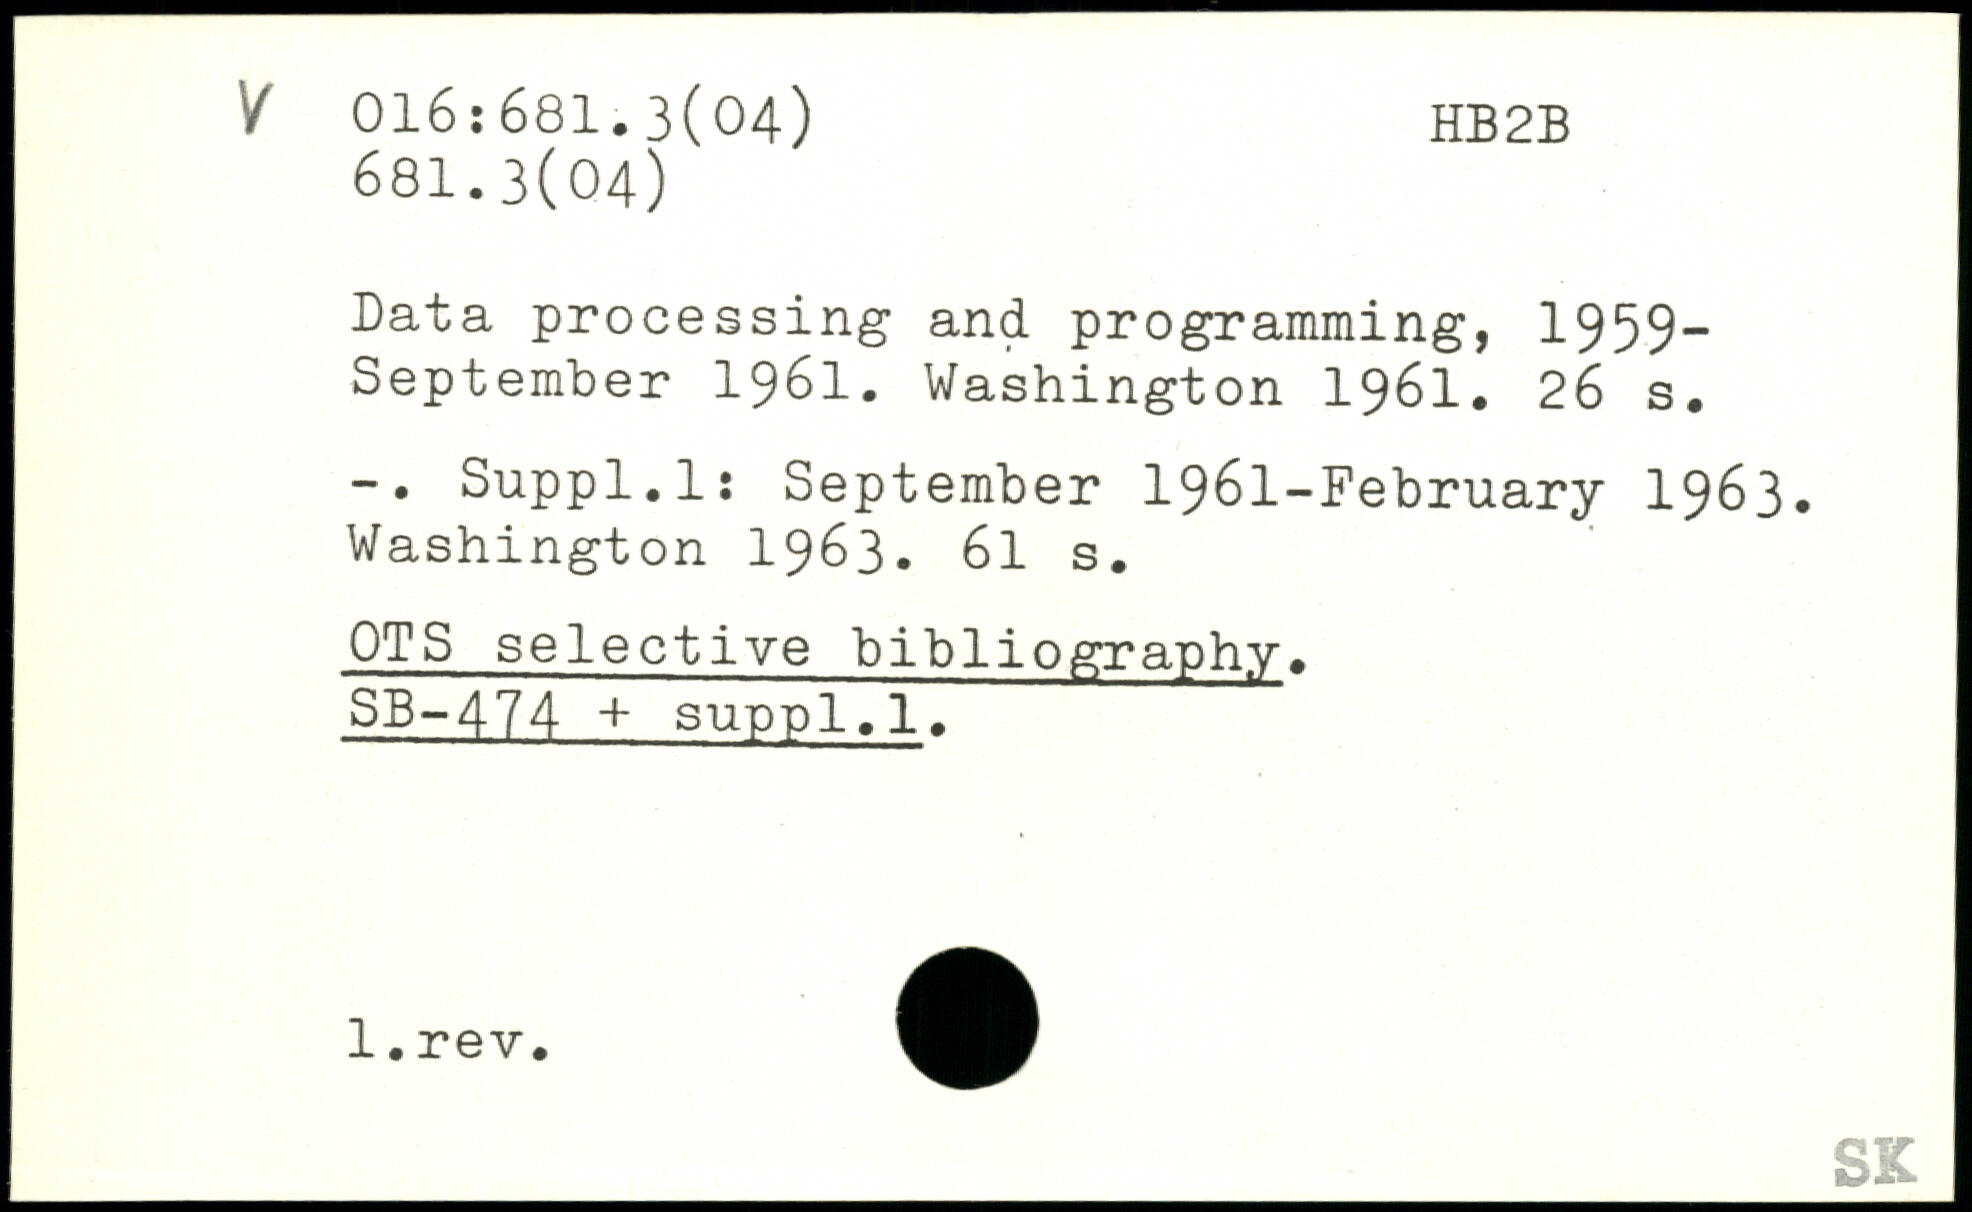 V 016:681.3(04) HB2B
681.3(04)
Data processing and programming, 1959-
September 1961. Washington 1961. 26 s.
-. Suppl.1: September 1961-February 1963.
Washington 1963. 61 s.
OTS selective bibliography.
SB-474 + suppl.1.
1.rev.
SK